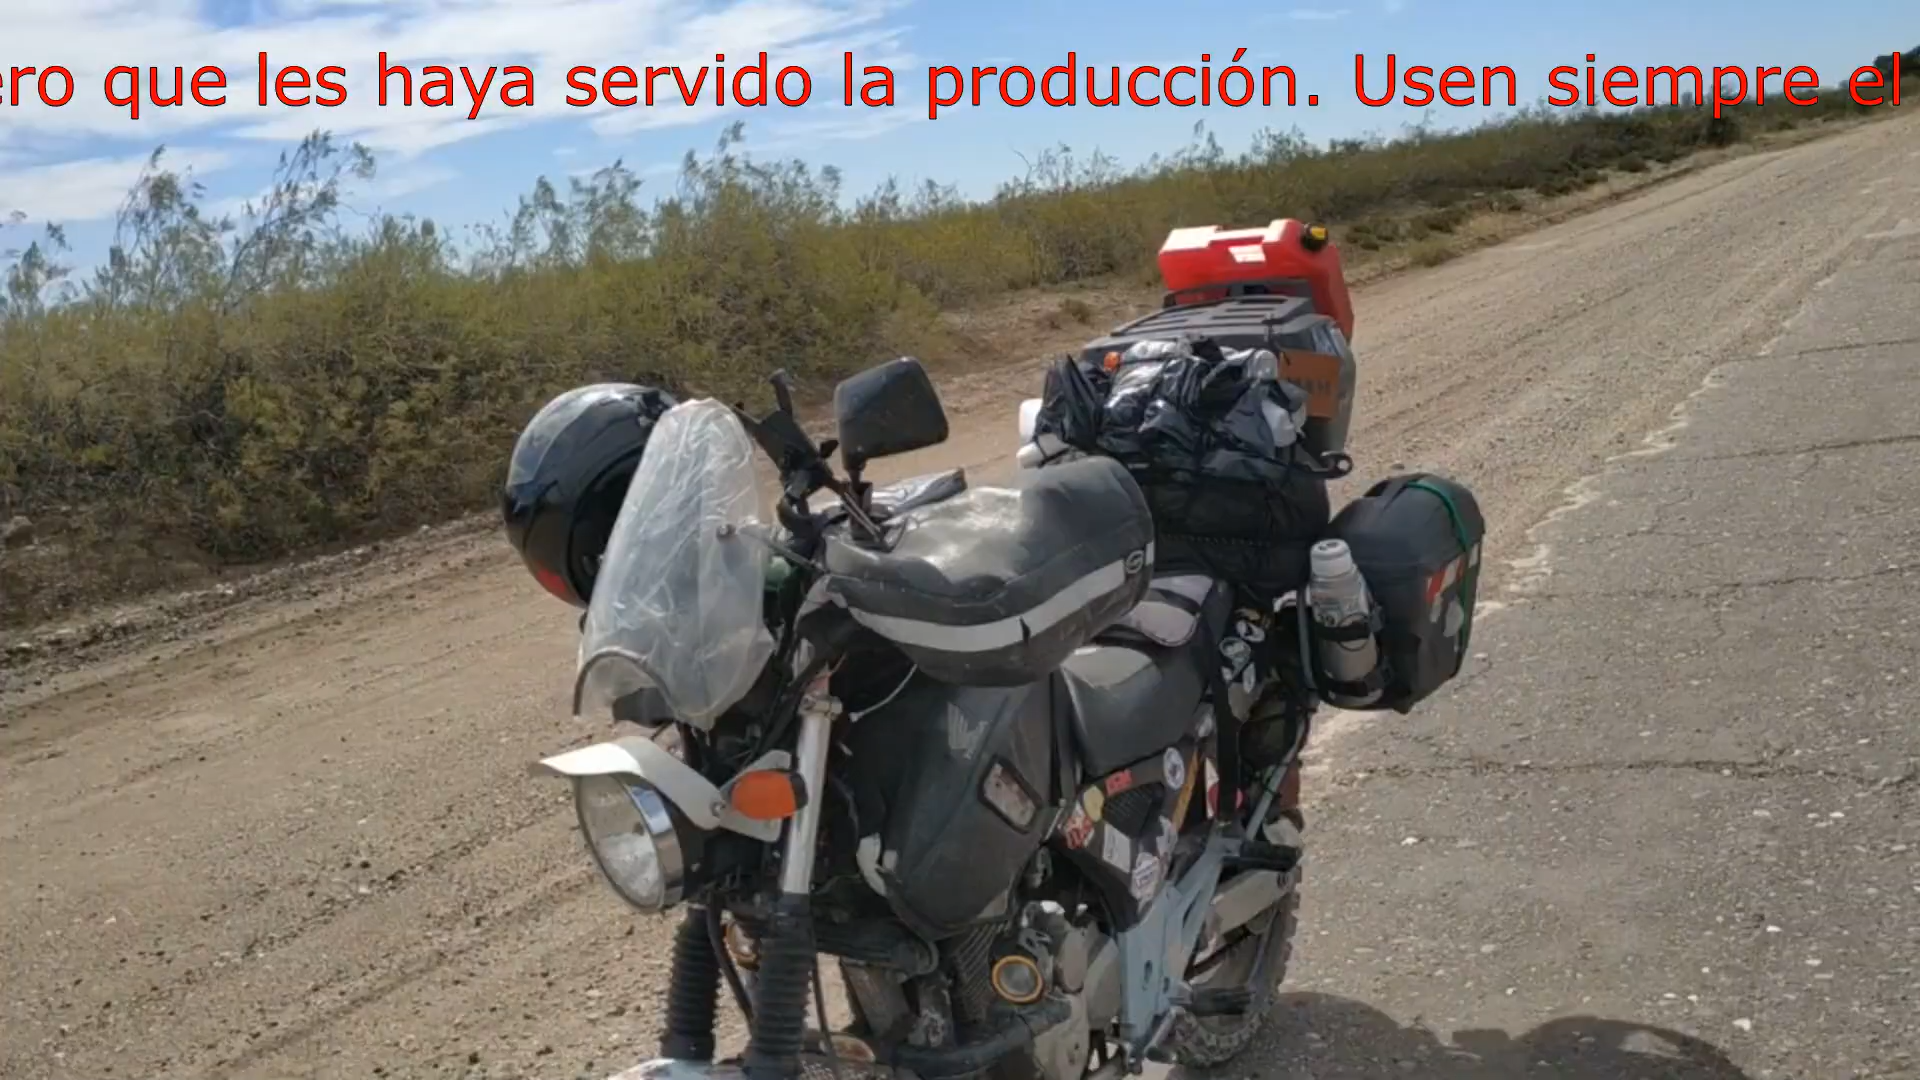 ero que les haya servido la producción. Usen siempre el